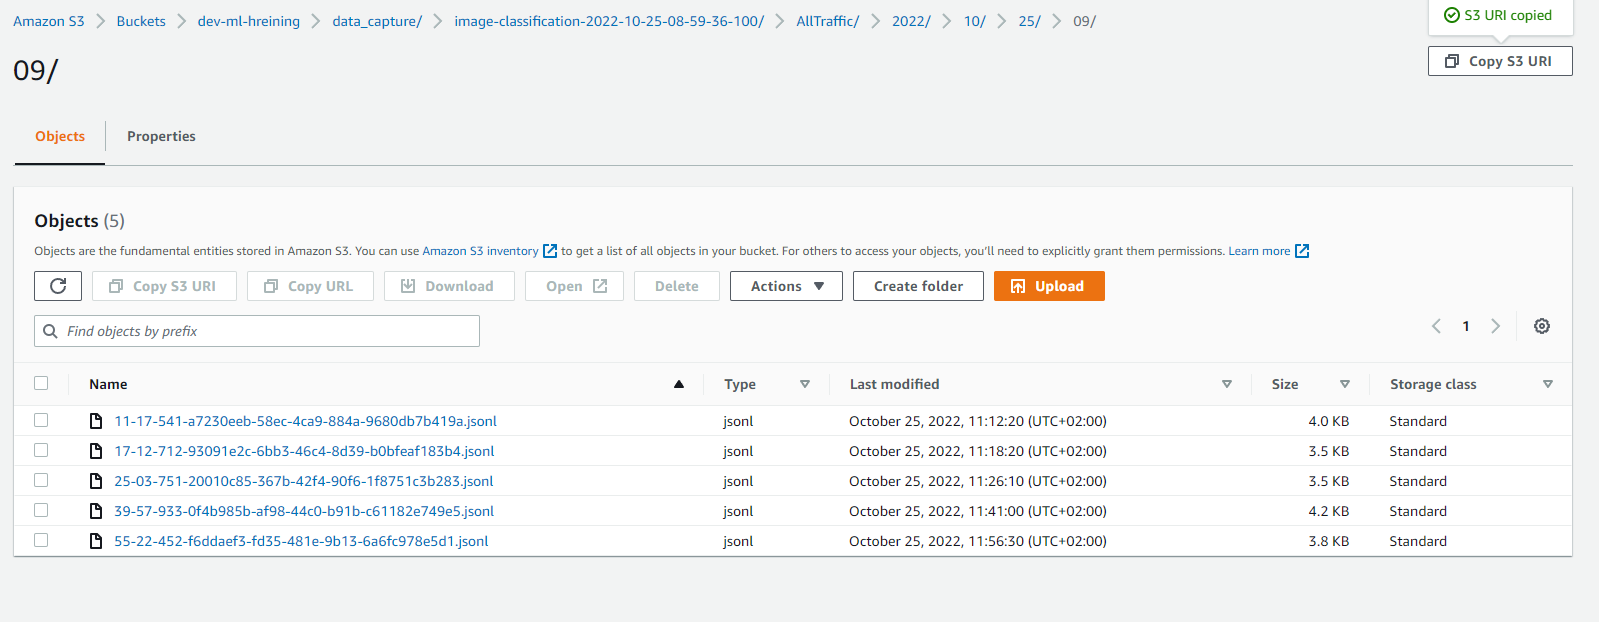 Amazon S3 Buckets dev-ml-hreining data_capture/ image-classification-2022-10-25-08-59-36-100/ AllTraffic/ 2022/ 10/ 25/ 09/
S3 URI copied
09/
Copy S3 URI
Objects Properties
Objects (5)
Objects are the fundamental entities stored in Amazon S3. You can use Amazon S3 inventory to get a list of all objects in your bucket. For others to access your objects, you'll need to explicitly grant them permissions. Learn more
Copy S3 URI Copy URL Download Open Delete Actions Create folder Upload
Find objects by prefix
1
Name Type Last modified Size Storage class
11-17-541-a7230eeb-58ec-4ca9-884a-9680db7b419a.jsonl jsonl October 25, 2022, 11:12:20 (UTC+02:00) 4.0 KB Standard
17-12-712-93091e2c-6bb3-46c4-8d39-b0bfeaf183b4.jsonl jsonl October 25, 2022, 11:18:20 (UTC+02:00) 3.5 KB Standard
25-03-751-20010c85-367b-42f4-90f6-1f8751c3b283.jsonl jsonl October 25, 2022, 11:26:10 (UTC+02:00) 3.5 KB Standard
39-57-933-0f4b985b-af98-44c0-b91b-c61182e749e5.jsonl jsonl October 25, 2022, 11:41:00 (UTC+02:00) 4.2 KB Standard
55-22-452-f6ddaef3-fd35-481e-9b13-6a6fc978e5d1.jsonl jsonl October 25, 2022, 11:56:30 (UTC+02:00) 3.8 KB Standard